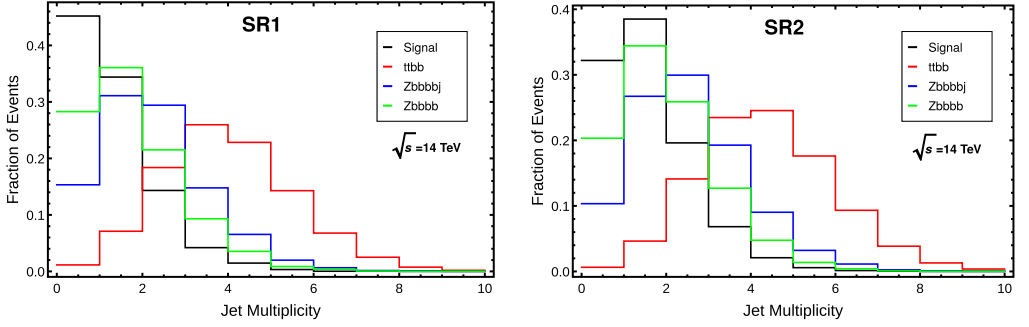 SR1
Fraction of Events
0.4
0.3
0.2
0.1
0.0
0 2 4 6 8 10
Jet Multiplicity
Signal
ttbb
Zbbbbj
Zbbbb
√s =14 TeV
SR2
Fraction of Events
0.4
0.3
0.2
0.1
0.0
0 2 4 6 8 10
Jet Multiplicity
Signal
ttbb
Zbbbbj
Zbbbb
√s =14 TeV